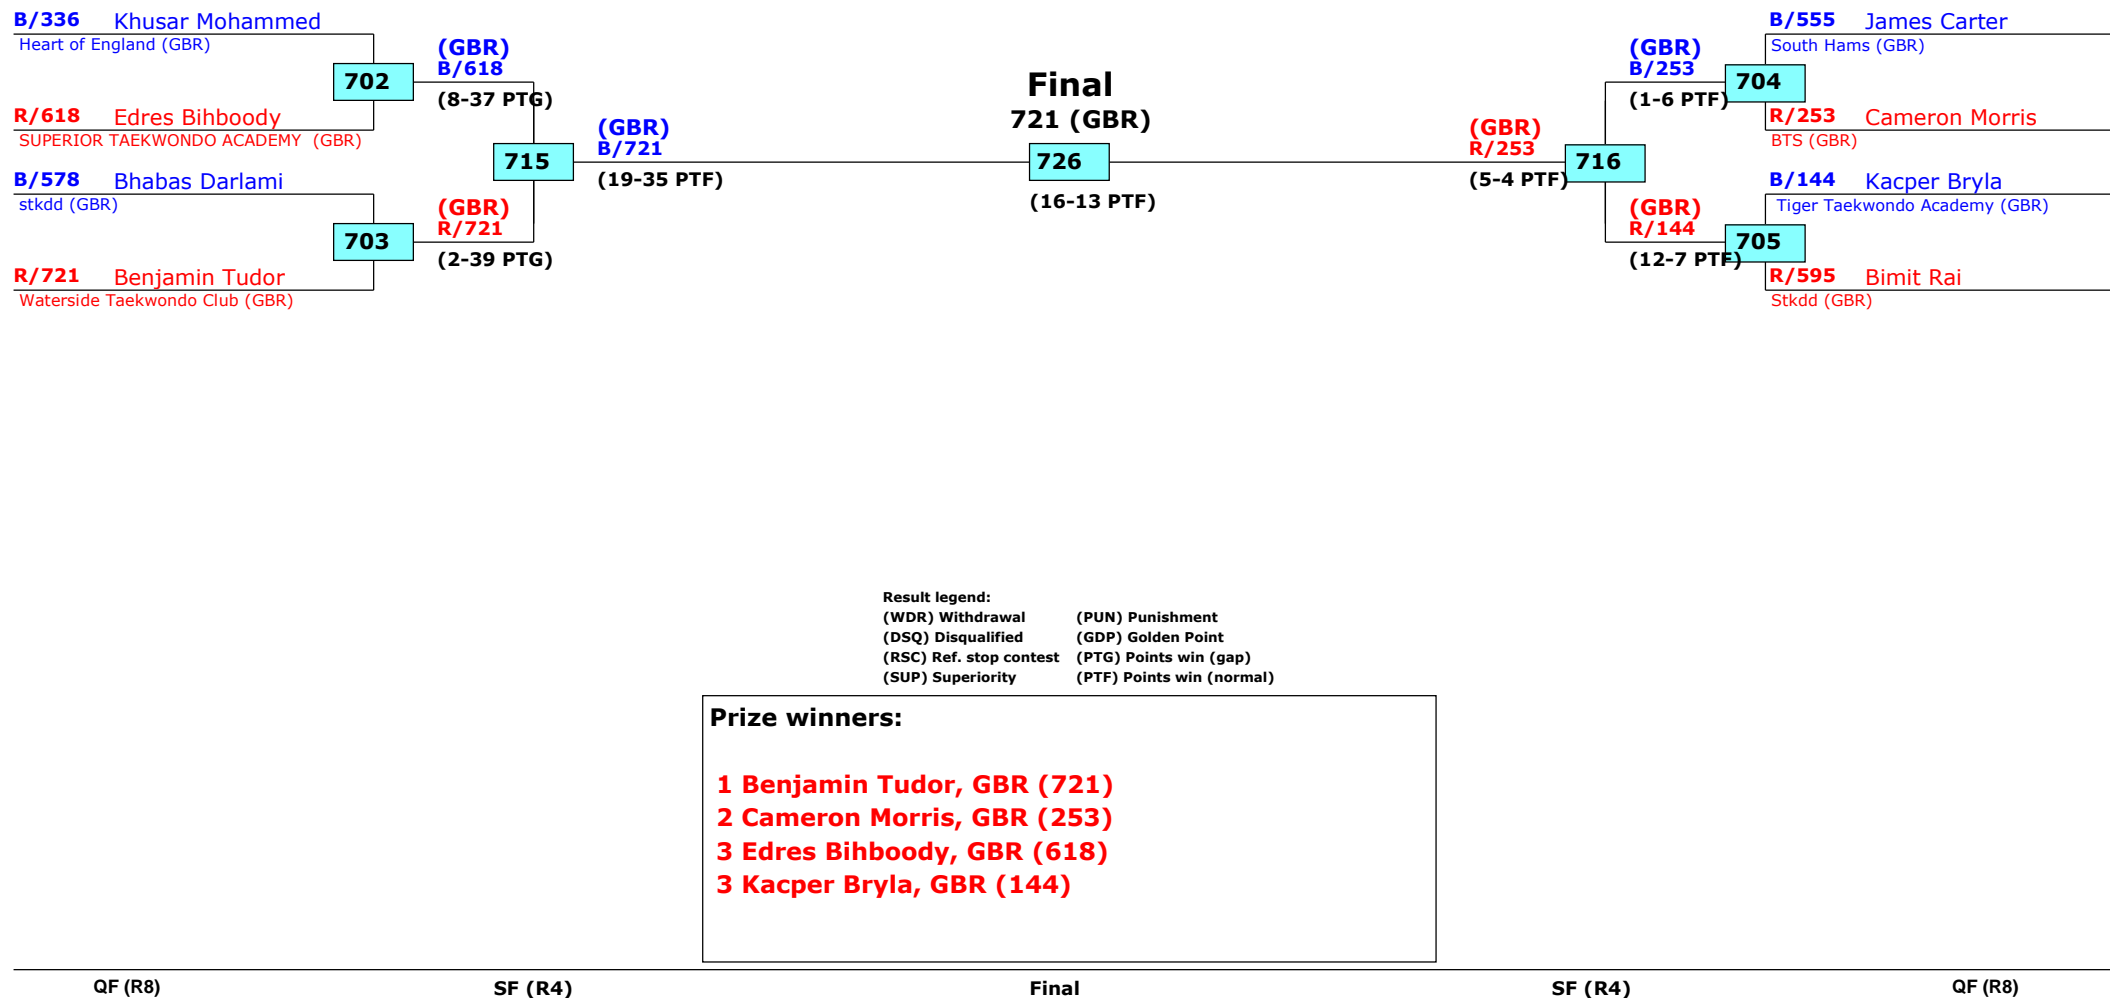 B/336 Khusar Mohammed
Heart of England (GBR)
702
R/618 Edres Bihboody
SUPERIOR TAEKWONDO ACADEMY (GBR)
B/578 Bhabas Darlami
stkdd (GBR)
703
R/721 Benjamin Tudor
Waterside Taekwondo Club (GBR)
(GBR)
B/618
(8-37 PTG)
715
(GBR)
R/721
(2-39 PTG)
(GBR)
B/721
(19-35 PTF)
Final
721 (GBR)
726
(16-13 PTF)
(GBR)
R/253
(5-4 PTF)
716
(GBR)
B/253
(1-6 PTF)
(GBR)
R/144
(12-7 PTF)
B/555 James Carter
South Hams (GBR)
704
R/253 Cameron Morris
BTS (GBR)
B/144 Kacper Bryla
Tiger Taekwondo Academy (GBR)
705
R/595 Bimit Rai
Stkdd (GBR)
Result legend:
(WDR) Withdrawal (PUN) Punishment
(DSQ) Disqualified (GDP) Golden Point
(RSC) Ref. stop contest (PTG) Points win (gap)
(SUP) Superiority (PTF) Points win (normal)
Prize winners:
1 Benjamin Tudor, GBR (721)
2 Cameron Morris, GBR (253)
3 Edres Bihboody, GBR (618)
3 Kacper Bryla, GBR (144)
QF (R8) SF (R4) Final SF (R4) QF (R8)